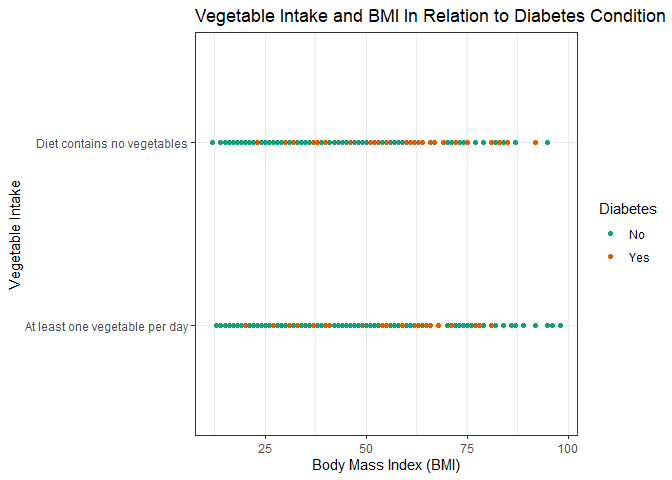 Vegetable Intake and BMI In Relation to Diabetes Condition
Diet contains no vegetables
At least one vegetable per day
Vegetable Intake
25
50
75
100
Body Mass Index (BMI)
Diabetes
No
Yes